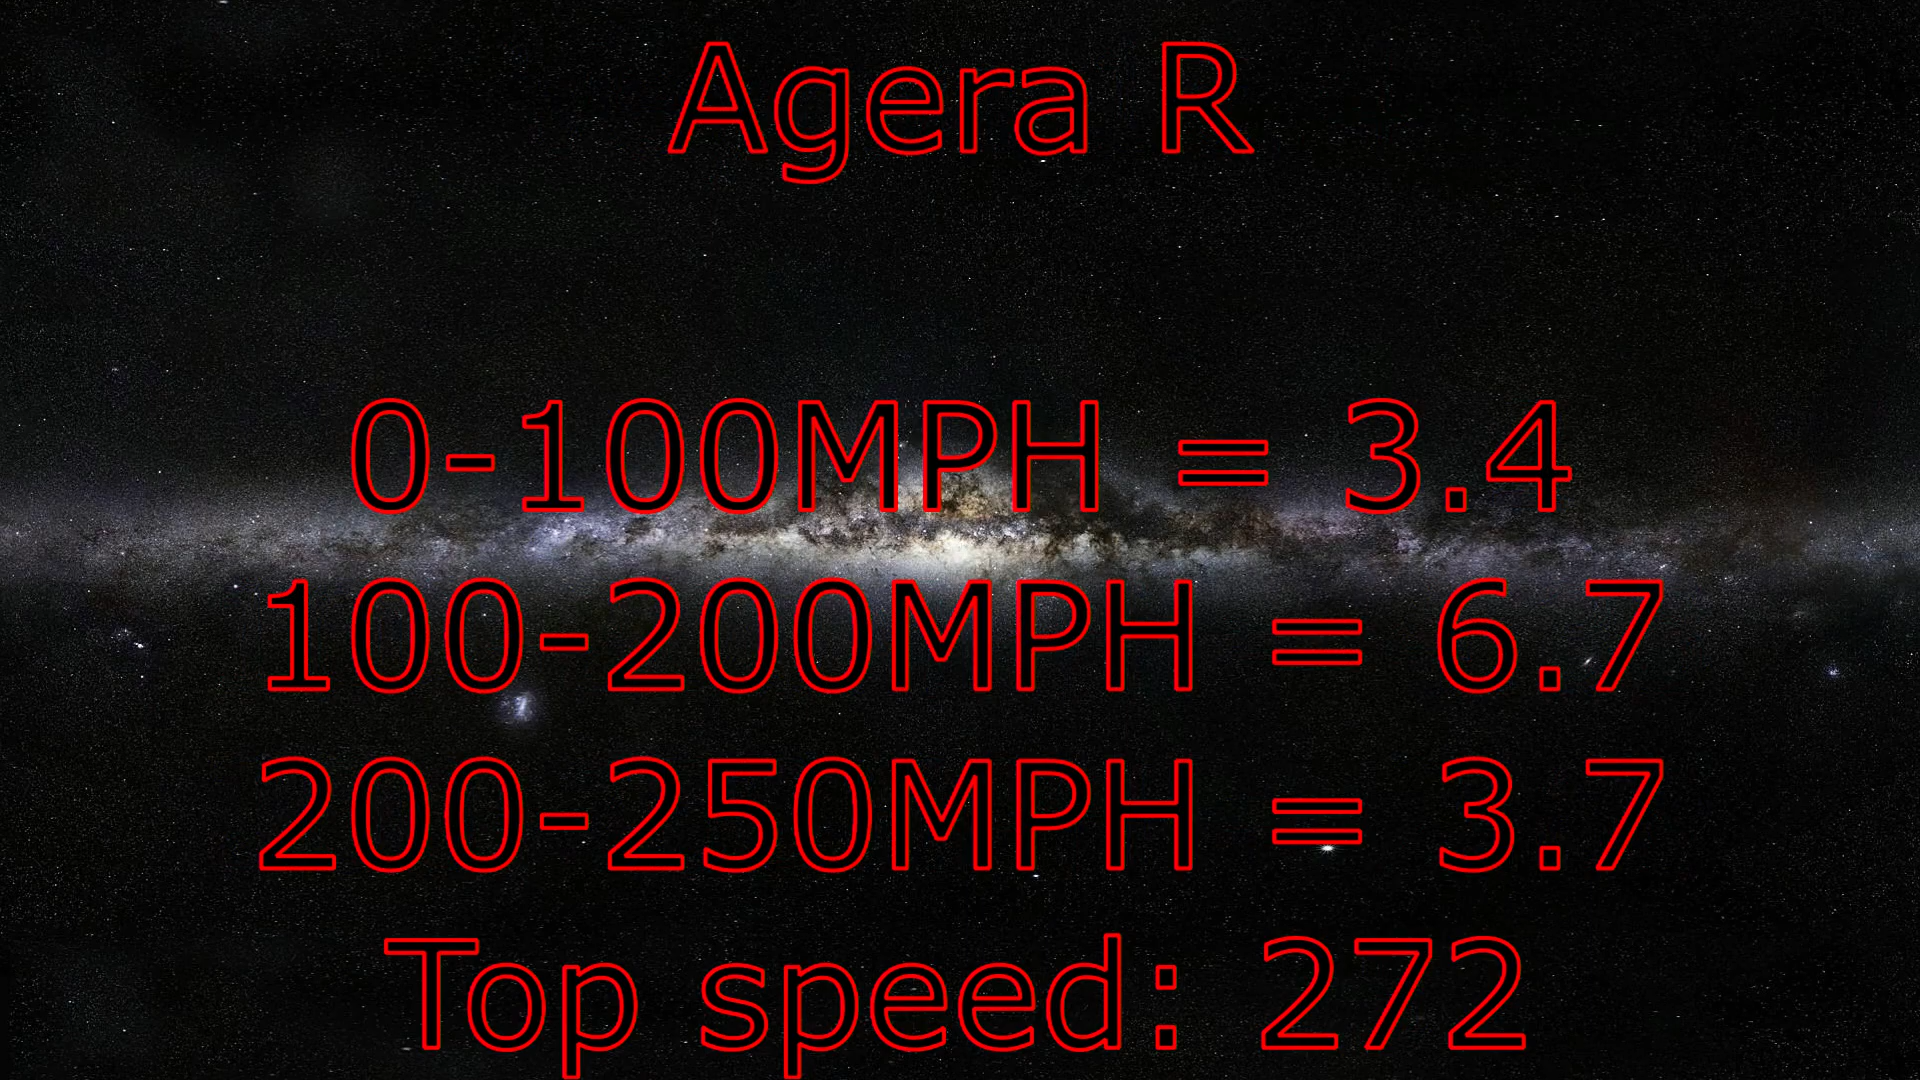 Agera R
0-100MPH = 3.4
100-200MPH = 6.7
200-250MPH = 3.7
Top speed: 272